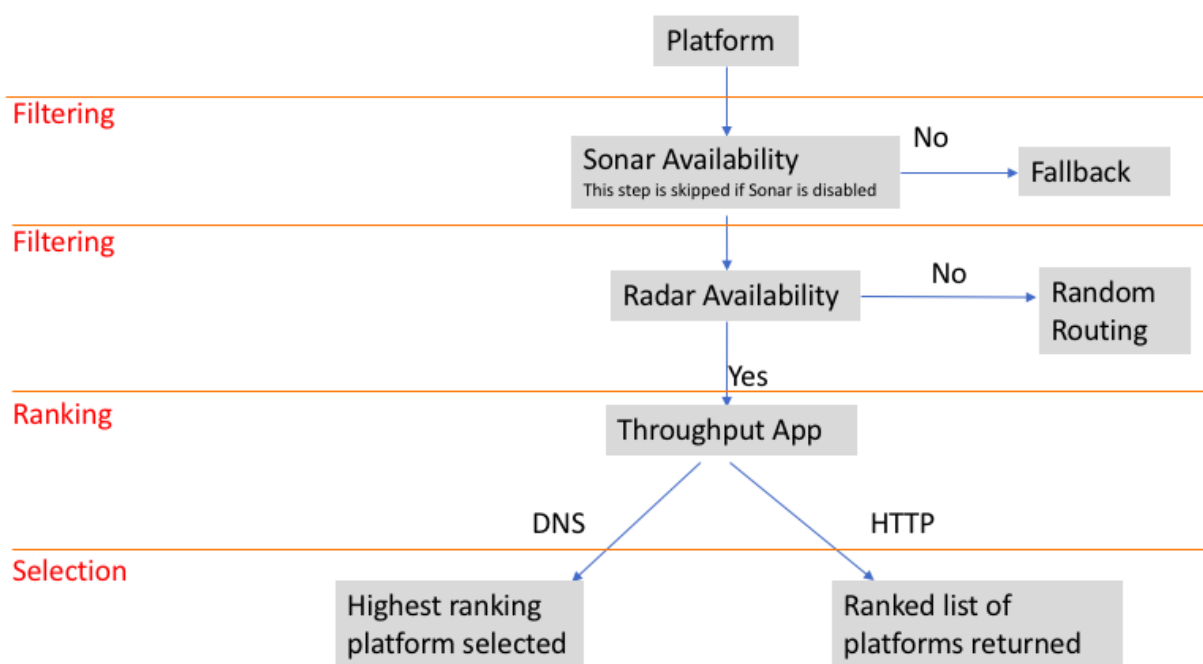 Platform
Filtering
No
Sonar Availability
This step is skipped if Sonar is disabled
Fallback
Filtering
No
Radar Availability
Random
Routing
Yes
Ranking
Throughput App
DNS
HTTP
Selection
Highest ranking
platform selected
Ranked list of
platforms returned